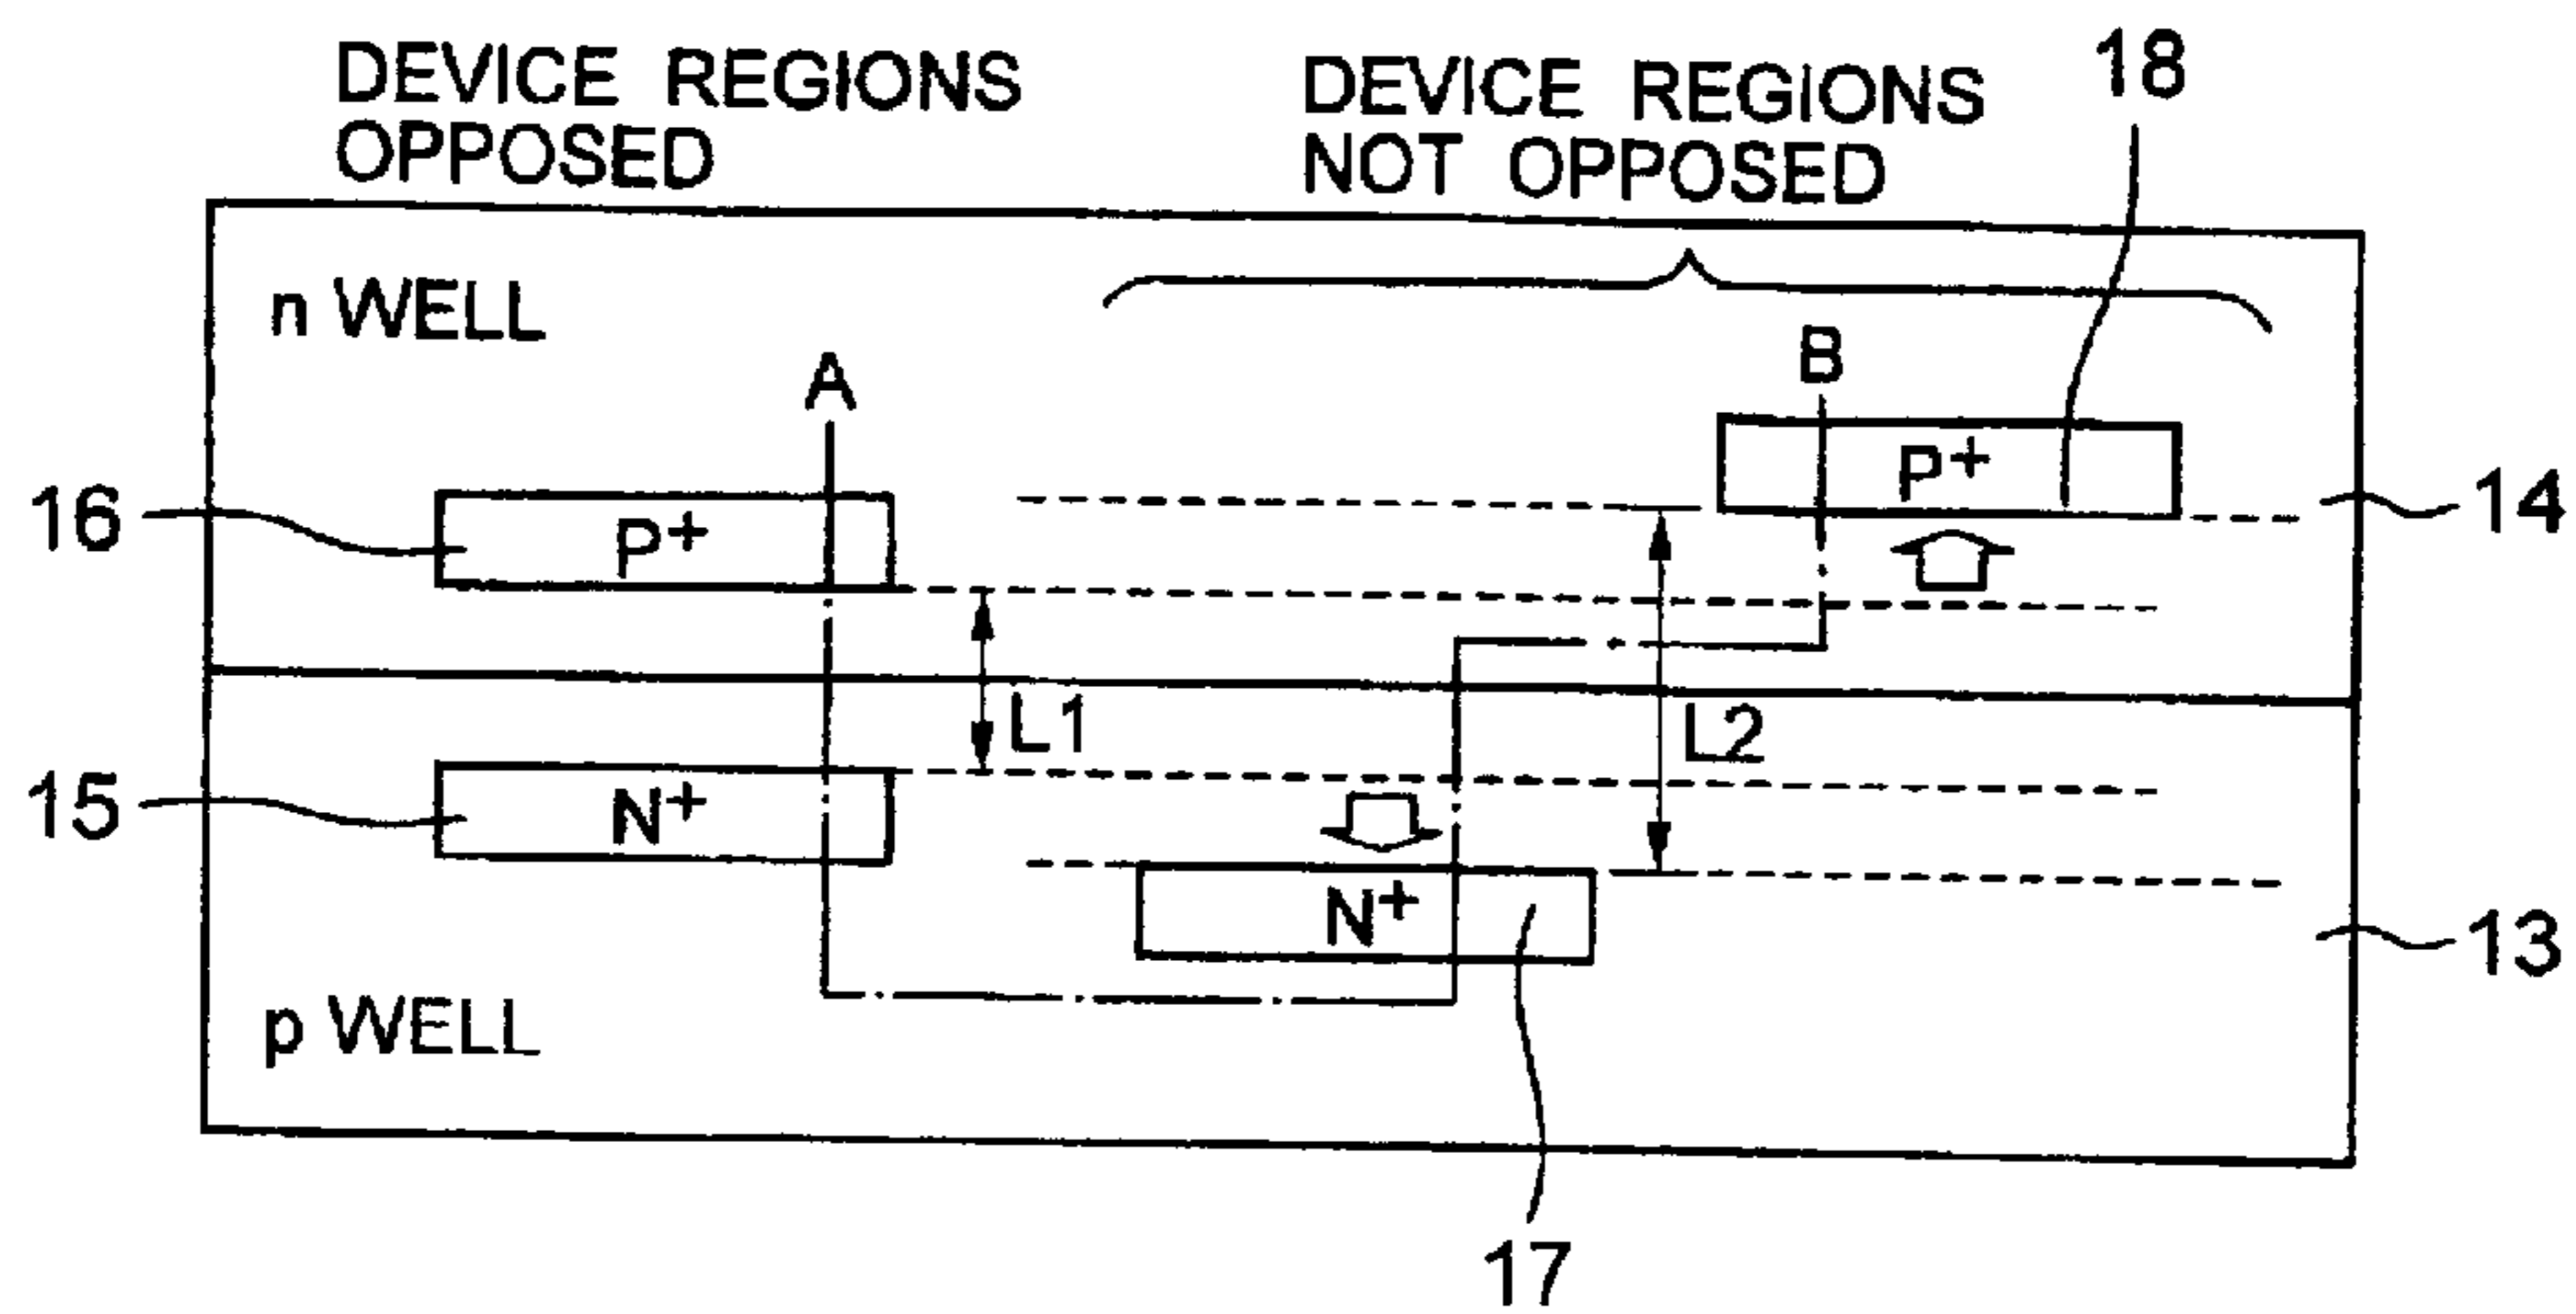 DEVICE REGIONS
OPPOSED
DEVICE REGIONS
NOT OPPOSED
18
n WELL
A
B
P+
16
P+
14
L1
L2
15
N+
N+
13
p WELL
17